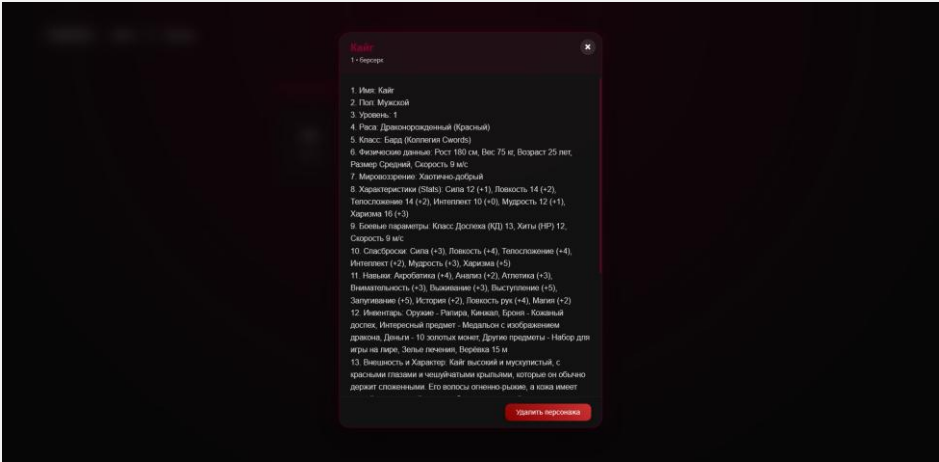 Кайг
1 • берсерк
1. Имя: Кайг
2. Пол: Мужской
3. Уровень: 1
4. Раса: Драконорожденный (Красный)
5. Класс: Бард (Коллегия Cwords)
6. Физические данные: Рост 180 см, Вес 75 кг, Возраст 25 лет,
Размер Средний, Скорость 9 м/с
7. Мировоззрение: Хаотично-добрый
8. Характеристики (Stats): Сила 12 (+1), Ловкость 14 (+2),
Телосложение 14 (+2), Интеллект 10 (+0), Мудрость 12 (+1),
Харизма 16 (+3)
9. Боевые параметры: Класс Доспеха (КД) 13, Хиты (HP) 12,
Скорость 9 м/с
10. Спасброски: Сила (+3), Ловкость (+4), Телосложение (+4),
Интеллект (+2), Мудрость (+3), Харизма (+5)
11. Навыки: Акробатика (+4), Анализ (+2), Атлетика (+3),
Внимательность (+3), Выживание (+3), Выступление (+5),
Запугивание (+5), История (+2), Ловкость рук (+4), Магия (+2)
12. Инвентарь: Оружие - Рапира, Кинжал, Броня - Кожаный
доспех, Интересный предмет - Медальон с изображением
дракона, Деньги - 10 золотых монет, Другие предметы - Набор для
игры на лире, Зелье лечения, Верёвка 15 м
13. Внешность и Характер: Кайг высокий и мускулистый, с
красными глазами и чешуйчатыми крыльями, которые он обычно
держит сложенными. Его волосы огненно-рыжие, а кожа имеет
Удалить персонажа